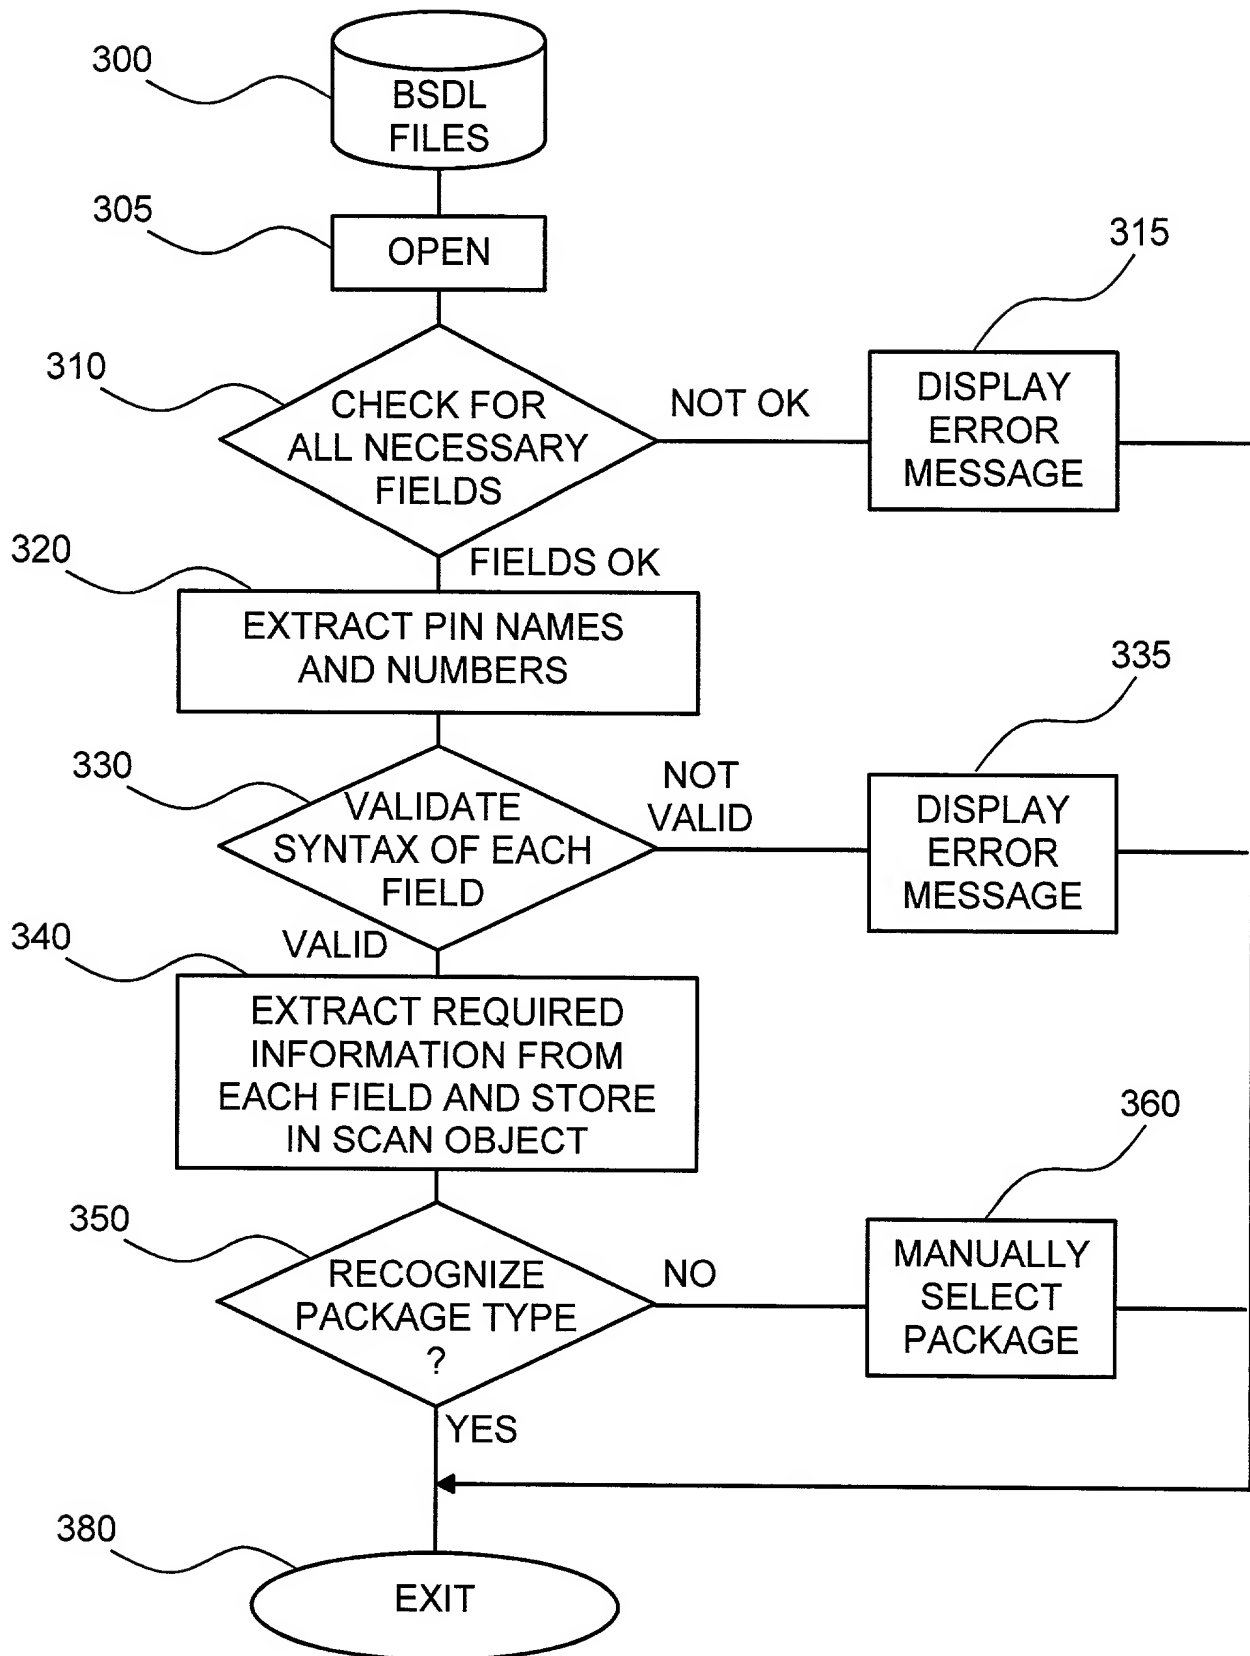 300
BSDL
FILES
305
OPEN
315
310
CHECK FOR
ALL NECESSARY
FIELDS
NOT OK
DISPLAY
ERROR
MESSAGE
320
FIELDS OK
EXTRACT PIN NAMES
AND NUMBERS
335
330
VALIDATE
SYNTAX OF EACH
FIELD
NOT
VALID
DISPLAY
ERROR
MESSAGE
340
VALID
EXTRACT REQUIRED
INFORMATION FROM
EACH FIELD AND STORE
IN SCAN OBJECT
360
350
RECOGNIZE
PACKAGE TYPE
?
NO
MANUALLY
SELECT
PACKAGE
YES
380
EXIT